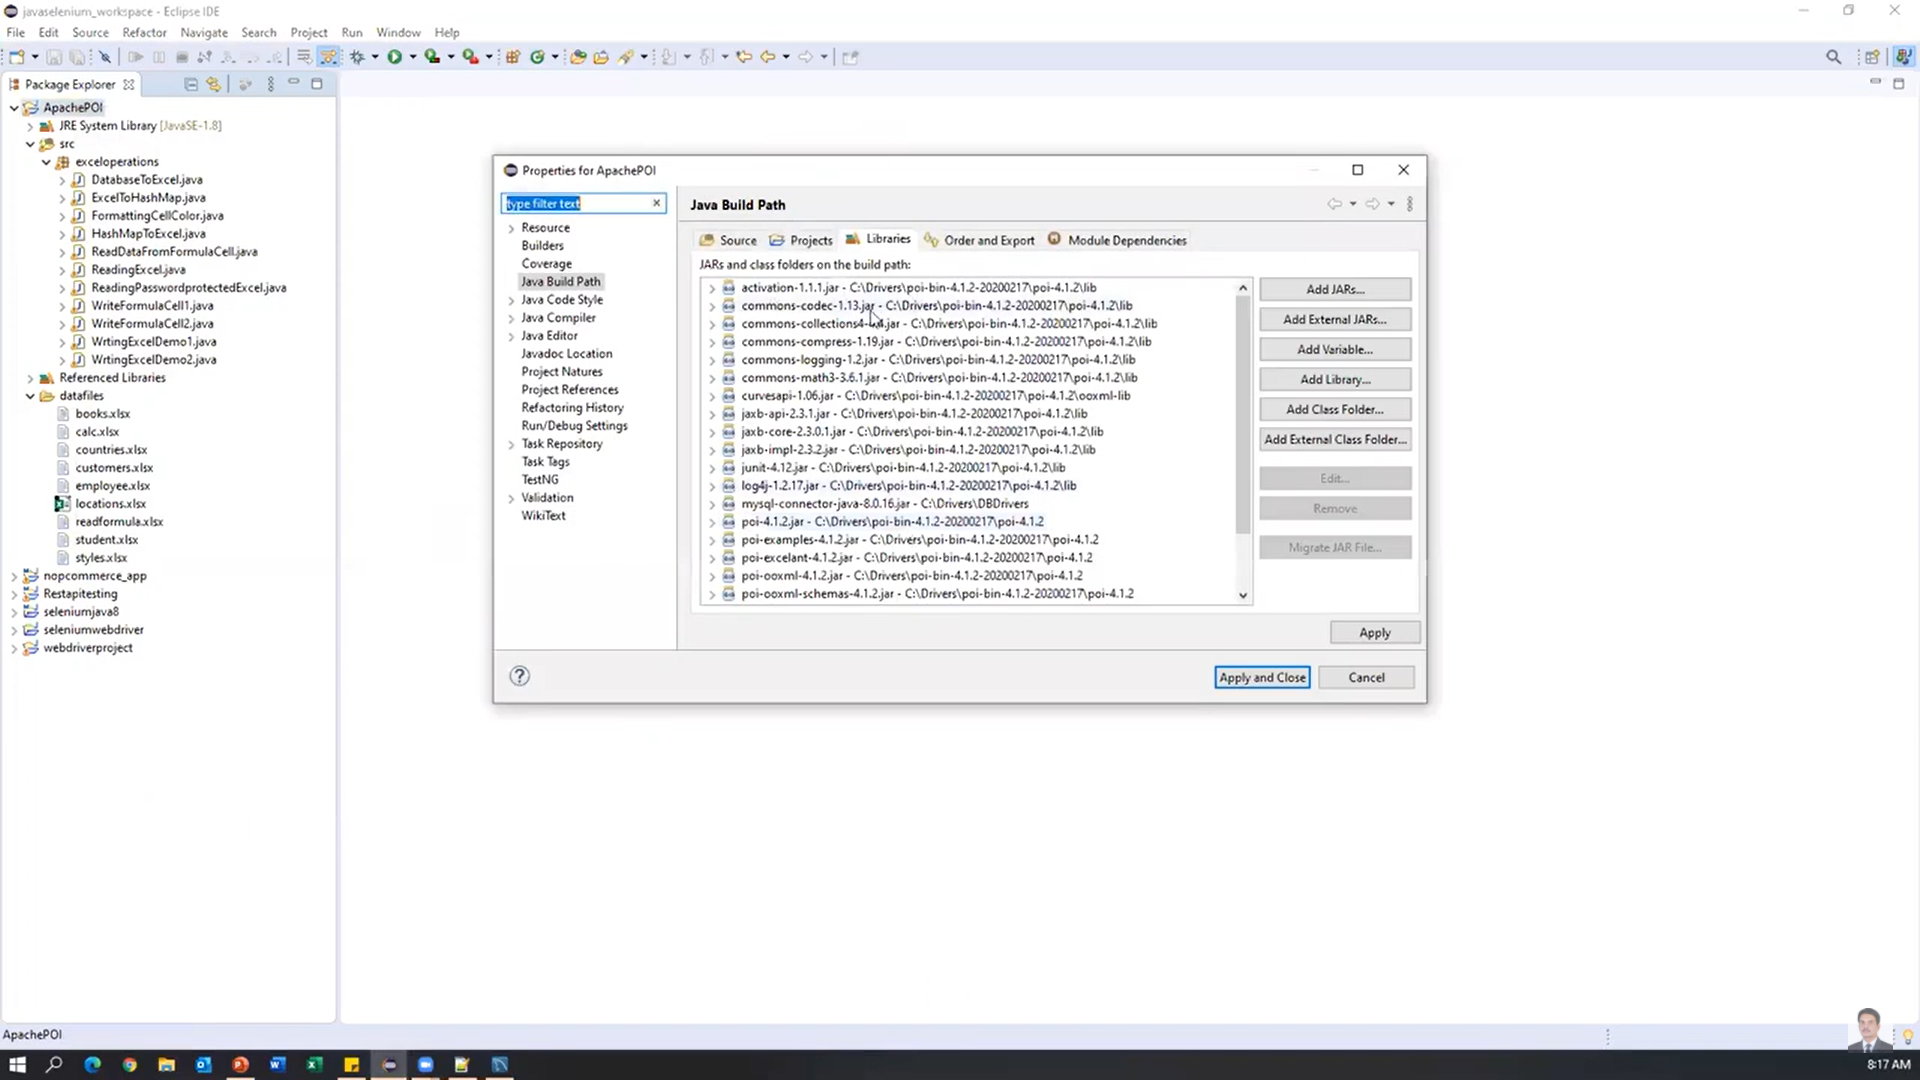 javaselenium_workspace - Eclipse IDE
File Edit Source Refactor Navigate Search Project Run Window Help
Package Explorer
ApachePOI
JRE System Library [JavaSE-1.8]
src
exceloperations
DatabaseToExcel.java
ExcelToHashMap.java
FormattingCellColor.java
HashMapToExcel.java
ReadDataFromFormulaCell.java
ReadingExcel.java
ReadingPasswordprotectedExcel.java
WriteFormulaCell1.java
WriteFormulaCell2.java
WrtingExcelDemo1.java
WrtingExcelDemo2.java
Referenced Libraries
datafiles
books.xlsx
calc.xlsx
countries.xlsx
customers.xlsx
employee.xlsx
locations.xlsx
readformula.xlsx
student.xlsx
styles.xlsx
nopcommerce_app
Restapitesting
seleniumjava8
seleniumwebdriver
webdriverproject
Properties for ApachePOI
type filter text
Resource
Builders
Coverage
Java Build Path
Java Code Style
Java Compiler
Java Editor
Javadoc Location
Project Natures
Project References
Refactoring History
Run/Debug Settings
Task Repository
Task Tags
TestNG
Validation
WikiText
Java Build Path
Source Projects Libraries Order and Export Module Dependencies
JARs and class folders on the build path:
activation-1.1.1.jar - C:\Drivers\poi-bin-4.1.2-20200217\poi-4.1.2\lib
commons-codec-1.13.jar - C:\Drivers\poi-bin-4.1.2-20200217\poi-4.1.2\lib
commons-collections4-4.4.jar - C:\Drivers\poi-bin-4.1.2-20200217\poi-4.1.2\lib
commons-compress-1.19.jar - C:\Drivers\poi-bin-4.1.2-20200217\poi-4.1.2\lib
commons-logging-1.2.jar - C:\Drivers\poi-bin-4.1.2-20200217\poi-4.1.2\lib
commons-math3-3.6.1.jar - C:\Drivers\poi-bin-4.1.2-20200217\poi-4.1.2\lib
curvesapi-1.06.jar - C:\Drivers\poi-bin-4.1.2-20200217\poi-4.1.2\ooxml-lib
jaxb-api-2.3.1.jar - C:\Drivers\poi-bin-4.1.2-20200217\poi-4.1.2\lib
jaxb-core-2.3.0.1.jar - C:\Drivers\poi-bin-4.1.2-20200217\poi-4.1.2\lib
jaxb-impl-2.3.2.jar - C:\Drivers\poi-bin-4.1.2-20200217\poi-4.1.2\lib
junit-4.12.jar - C:\Drivers\poi-bin-4.1.2-20200217\poi-4.1.2\lib
log4j-1.2.17.jar - C:\Drivers\poi-bin-4.1.2-20200217\poi-4.1.2\lib
mysql-connector-java-8.0.16.jar - C:\Drivers\DBDrivers
poi-4.1.2.jar - C:\Drivers\poi-bin-4.1.2-20200217\poi-4.1.2
poi-examples-4.1.2.jar - C:\Drivers\poi-bin-4.1.2-20200217\poi-4.1.2
poi-excelant-4.1.2.jar - C:\Drivers\poi-bin-4.1.2-20200217\poi-4.1.2
poi-ooxml-4.1.2.jar - C:\Drivers\poi-bin-4.1.2-20200217\poi-4.1.2
poi-ooxml-schemas-4.1.2.jar - C:\Drivers\poi-bin-4.1.2-20200217\poi-4.1.2
Add JARs...
Add External JARs...
Add Variable...
Add Library...
Add Class Folder...
Add External Class Folder...
Edit...
Remove
Migrate JAR File...
Apply
Apply and Close Cancel
ApachePOI
8:17 AM